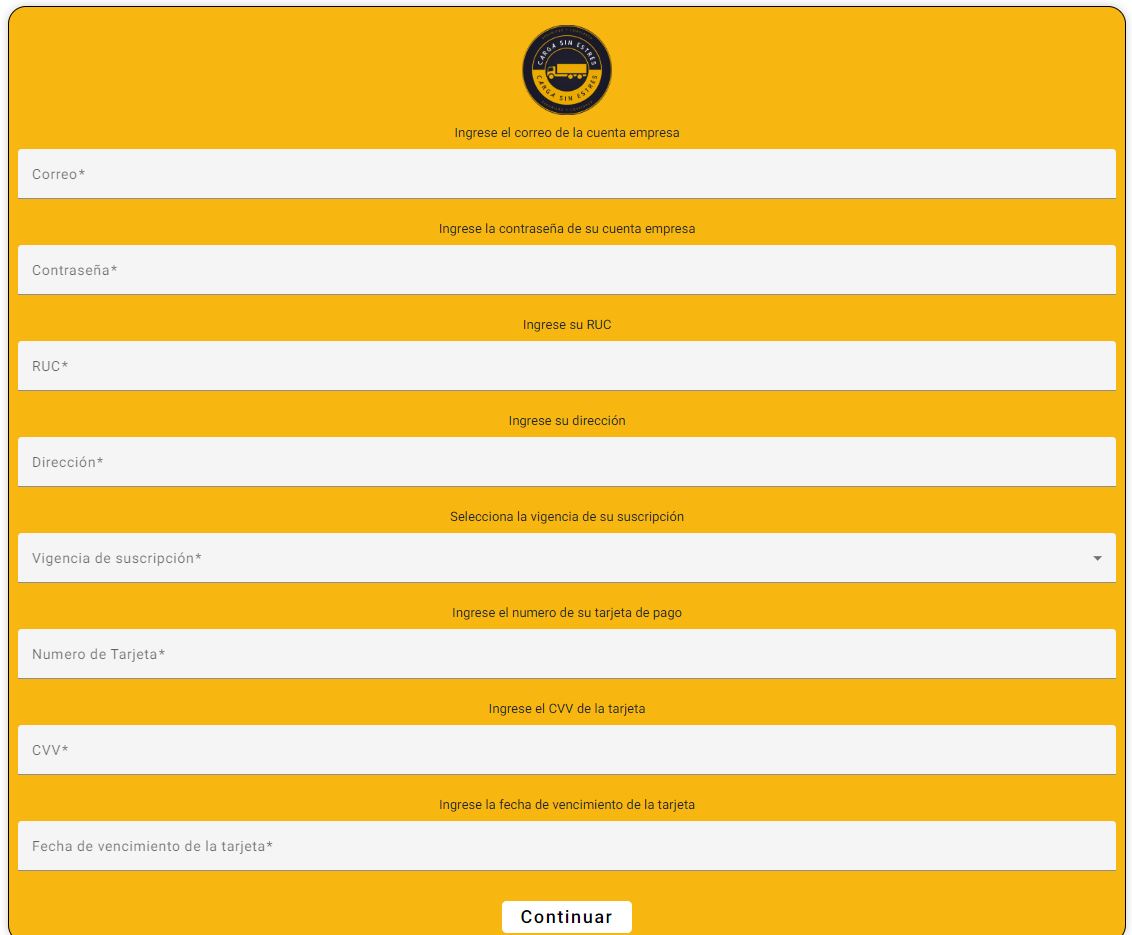 CARGA SIN ESTRES
CARGA SIN ESTRES
Ingrese el correo de la cuenta empresa
Correo*
Ingrese la contraseña de su cuenta empresa
Contraseña*
Ingrese su RUC
RUC*
Ingrese su dirección
Dirección*
Selecciona la vigencia de su suscripción
Vigencia de suscripción*
Ingrese el numero de su tarjeta de pago
Numero de Tarjeta*
Ingrese el CVV de la tarjeta
CVV*
Ingrese la fecha de vencimiento de la tarjeta
Fecha de vencimiento de la tarjeta*
Continuar